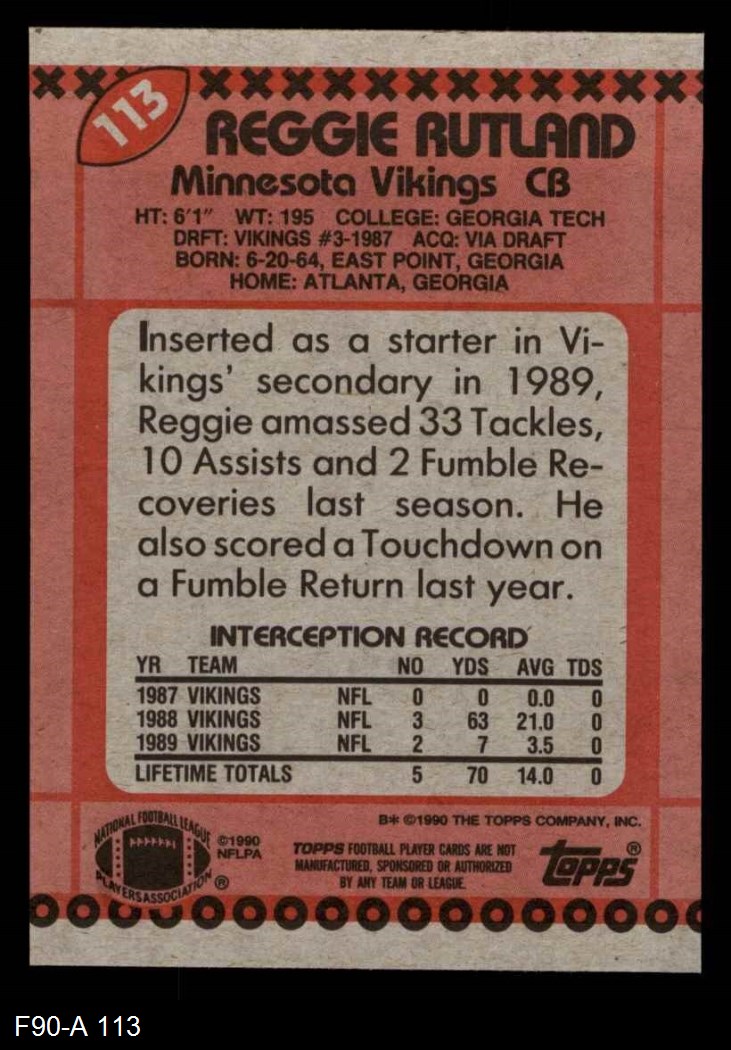 113
REGGIE RUTLAND
Minnesota Vikings CB
HT: 6'1" WT: 195 COLLEGE: GEORGIA TECH
DRFT: VIKINGS #3-1987 ACQ: VIA DRAFT
BORN: 6-20-64, EAST POINT, GEORGIA
HOME: ATLANTA, GEORGIA
Inserted as a starter in Vi-
kings' secondary in 1989,
Reggie amassed 33 Tackles,
10 Assists and 2 Fumble Re-
coveries last season. He
also scored a Touchdown on
a Fumble Return last year.
INTERCEPTION RECORD
YR TEAM NO YDS AVG TDS
1987 VIKINGS NFL 0 0 0.0 0
1988 VIKINGS NFL 3 63 21.0 0
1989 VIKINGS NFL 2 7 3.5 0
LIFETIME TOTALS 5 70 14.0 0
B* ©1990 THE TOPPS COMPANY, INC.
NATIONAL FOOTBALL LEAGUE
PLAYERS ASSOCIATION ®
©1990
NFLPA
TOPPS FOOTBALL PLAYER CARDS ARE NOT
MANUFACTURED, SPONSORED OR AUTHORIZED
BY ANY TEAM OR LEAGUE.
topps®
F90-A 113